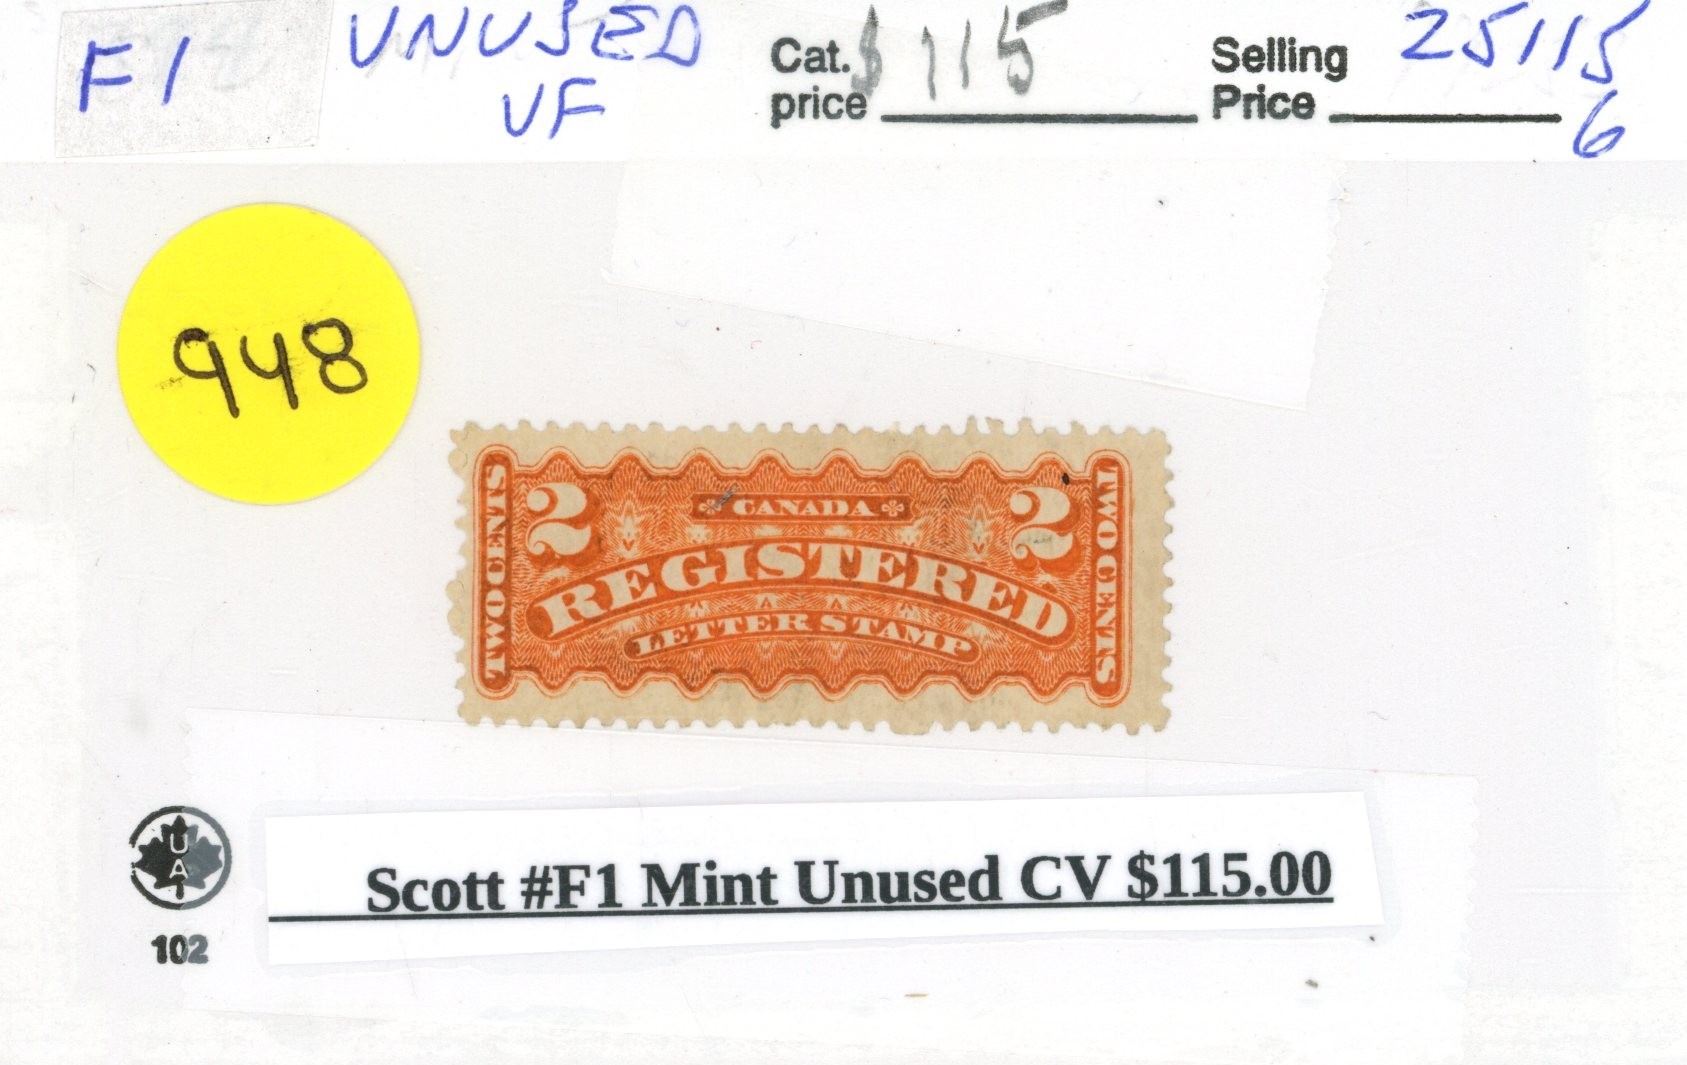 F1
UNUSED
VF
Cat. $115
price
Selling 25115
Price 6
948
2 CANADA 2
TWO CENTS
REGISTERED
LETTER STAMP
TWO CENTS
UAI
102
Scott #F1 Mint Unused CV $115.00